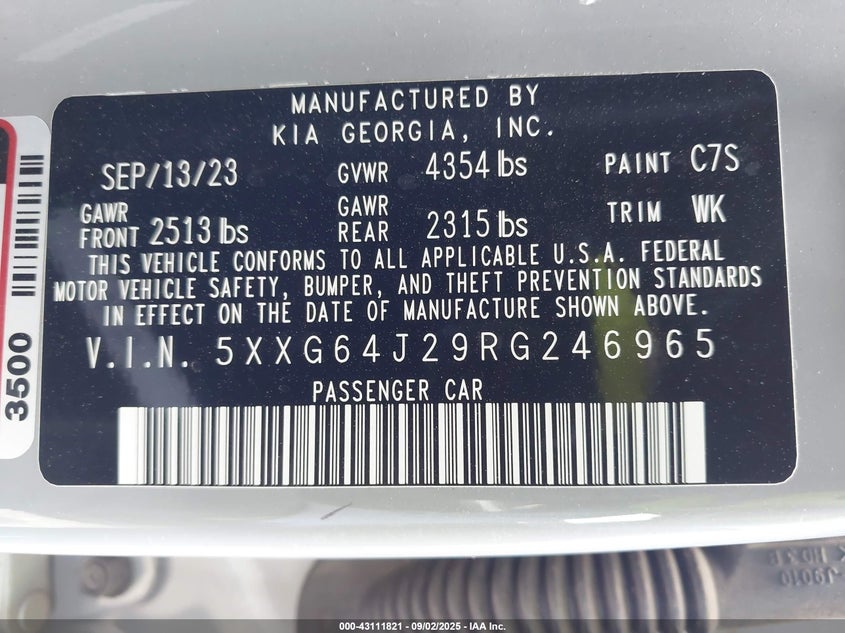 MANUFACTURED BY
KIA GEORGIA, INC.
SEP/13/23 GVWR 4354 lbs PAINT C7S
GAWR FRONT 2513 lbs GAWR REAR 2315 lbs TRIM WK
THIS VEHICLE CONFORMS TO ALL APPLICABLE U.S.A. FEDERAL
MOTOR VEHICLE SAFETY, BUMPER, AND THEFT PREVENTION STANDARDS
IN EFFECT ON THE DATE OF MANUFACTURE SHOWN ABOVE.
V.I.N. 5XXG64J29RG246965
PASSENGER CAR
3500
J9010
000-43111821 - 09/02/2025 - IAA Inc.